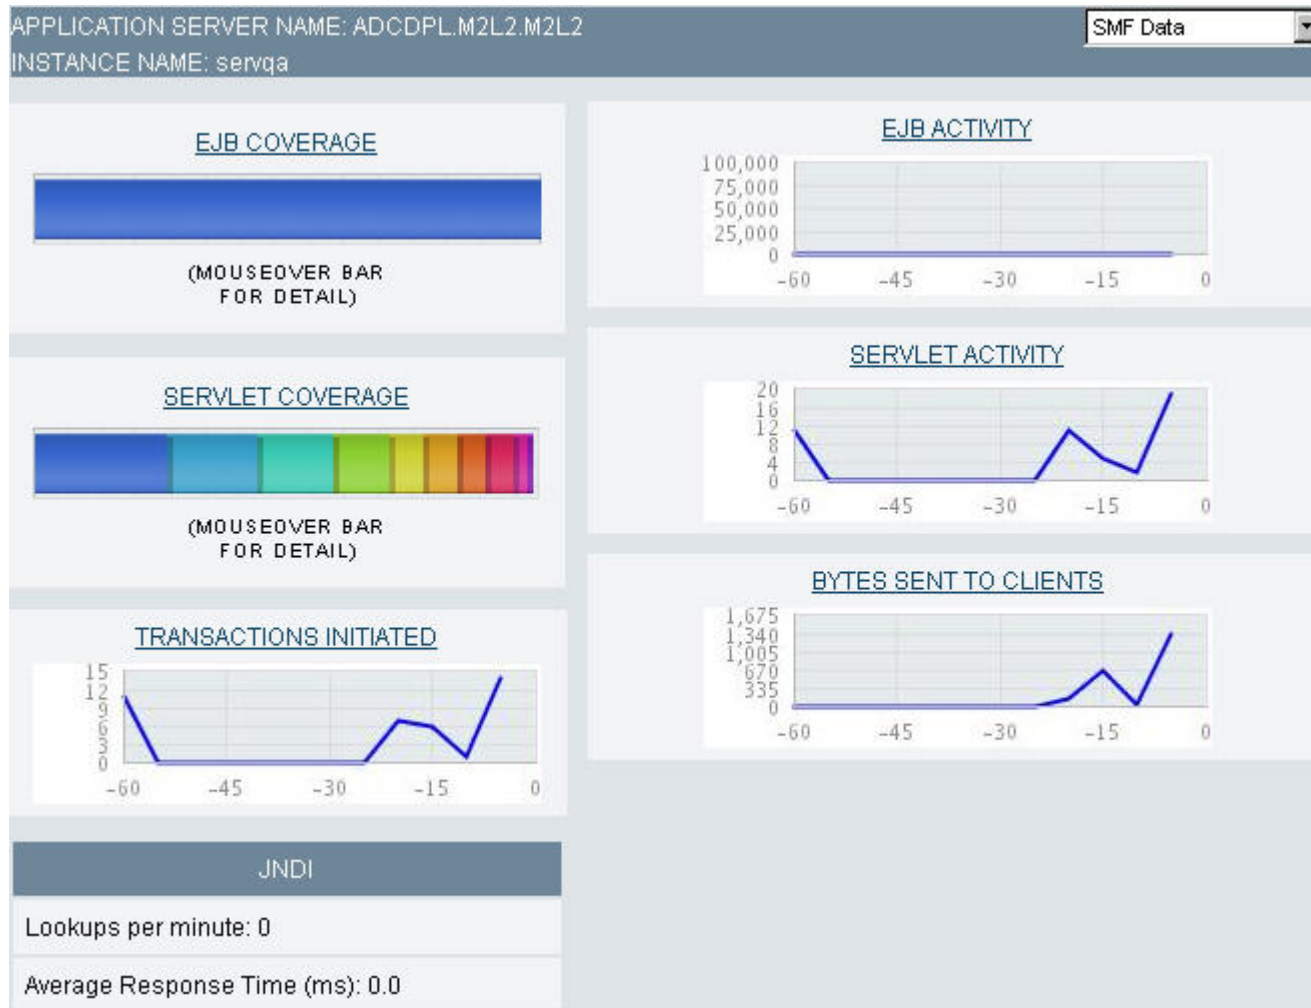 APPLICATION SERVER NAME: ADCDPL.M2L2.M2L2
SMF Data
INSTANCE NAME: servqa
EJB COVERAGE
(MOUSEOVER BAR
FOR DETAIL)
SERVLET COVERAGE
(MOUSEOVER BAR
FOR DETAIL)
TRANSACTIONS INITIATED
15
12
9
6
3
0
-60 -45 -30 -15 0
JNDI
Lookups per minute: 0
Average Response Time (ms): 0.0
EJB ACTIVITY
100,000
75,000
50,000
25,000
0
-60 -45 -30 -15 0
SERVLET ACTIVITY
20
16
12
8
4
0
-60 -45 -30 -15 0
BYTES SENT TO CLIENTS
1,675
1,340
1,005
670
335
0
-60 -45 -30 -15 0